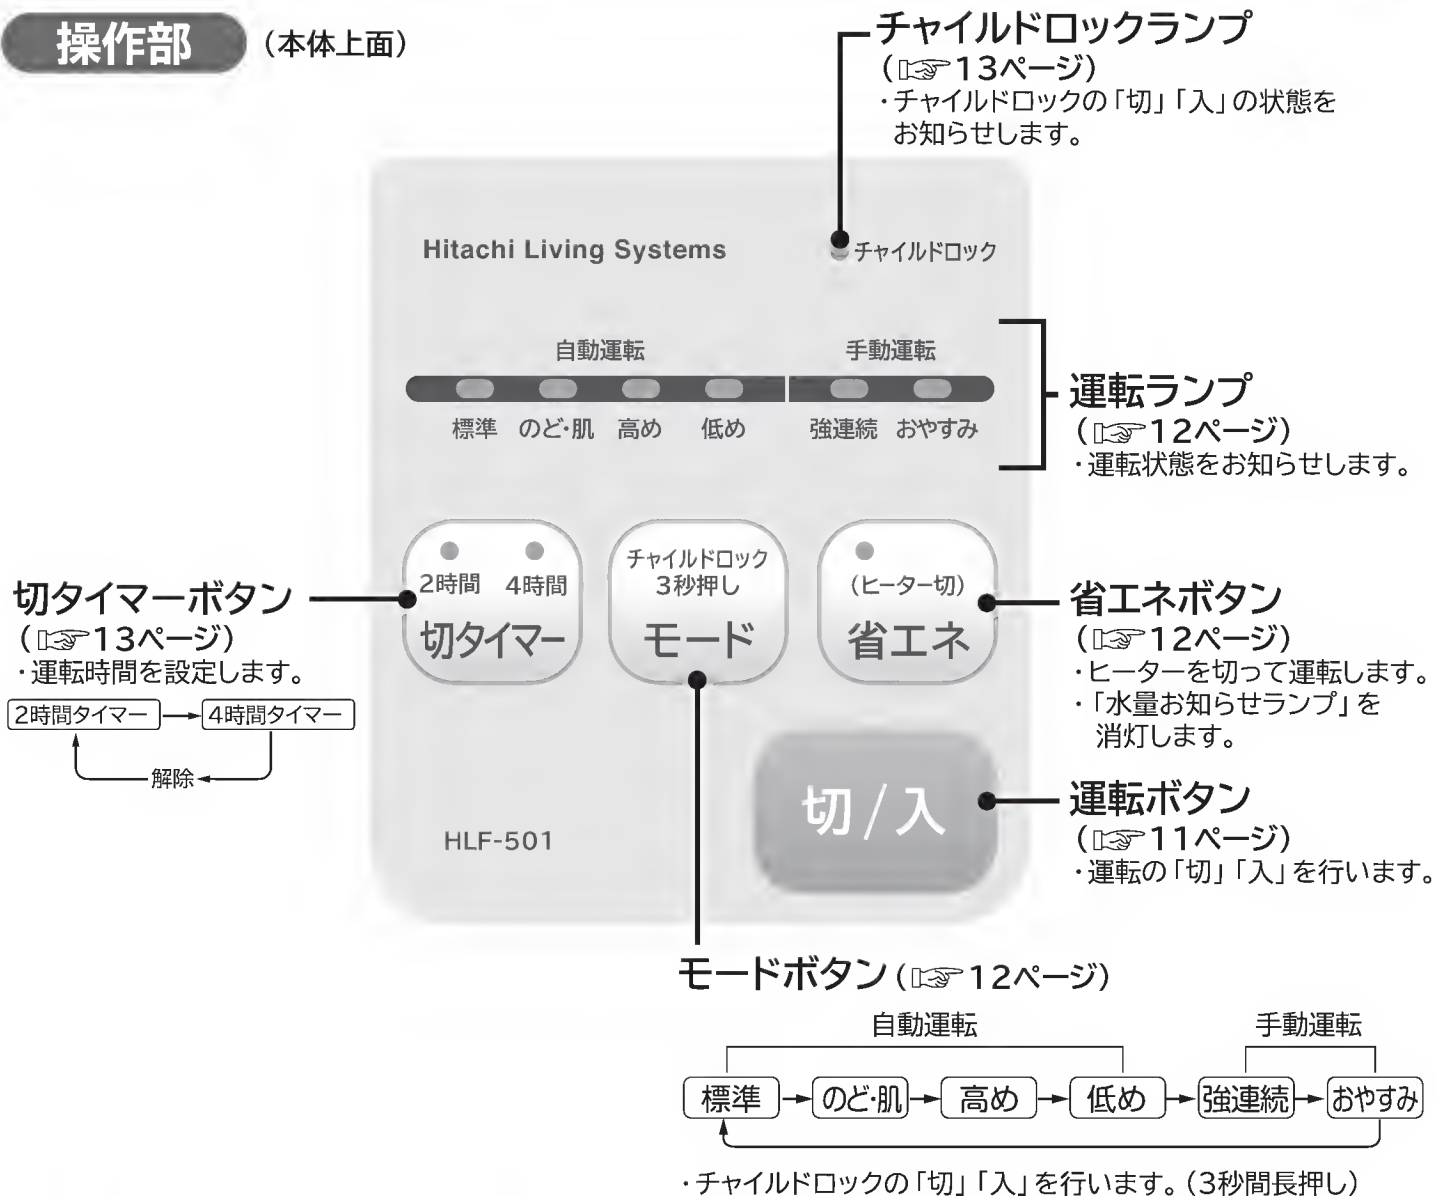 操作部 (本体上面)
チャイルドロックランプ
(☞13ページ)
・チャイルドロックの「切」「入」の状態を
お知らせします。
Hitachi Living Systems
チャイルドロック
自動運転 手動運転
標準 のど・肌 高め 低め 強連続 おやすみ
運転ランプ
(☞12ページ)
・運転状態をお知らせします。
2時間 4時間
切タイマー
チャイルドロック
3秒押し
モード
(ヒーター切)
省エネ
切タイマーボタン
(☞13ページ)
・運転時間を設定します。
2時間タイマー→4時間タイマー
解除
省エネボタン
(☞12ページ)
・ヒーターを切って運転します。
・「水量お知らせランプ」を
消灯します。
切/入
HLF-501
運転ボタン
(☞11ページ)
・運転の「切」「入」を行います。
モードボタン(☞12ページ)
自動運転 手動運転
標準→のど・肌→高め→低め→強連続→おやすみ
・チャイルドロックの「切」「入」を行います。(3秒間長押し)